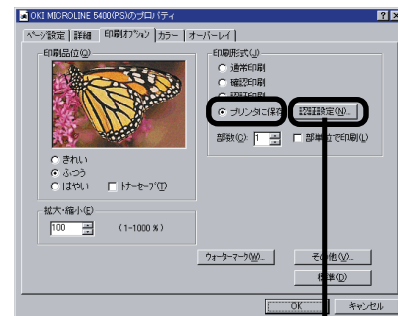 OKI MICROLINE 5400(PS)のプロパティ
ページ設定 詳細 印刷オプション カラー オーバーレイ
印刷品位(Q)
きれい
ふつう
はやい
トナーセーブ(T)
拡大・縮小(E)
100 (1-1000 %)
印刷形式(J)
通常印刷
確認印刷
認証印刷
プリンタに保存
認証設定(N)...
部数(C): 1 部単位で印刷(L)
ウォーターマーク(W)... その他(V)...
標準(D)
OK キャンセル